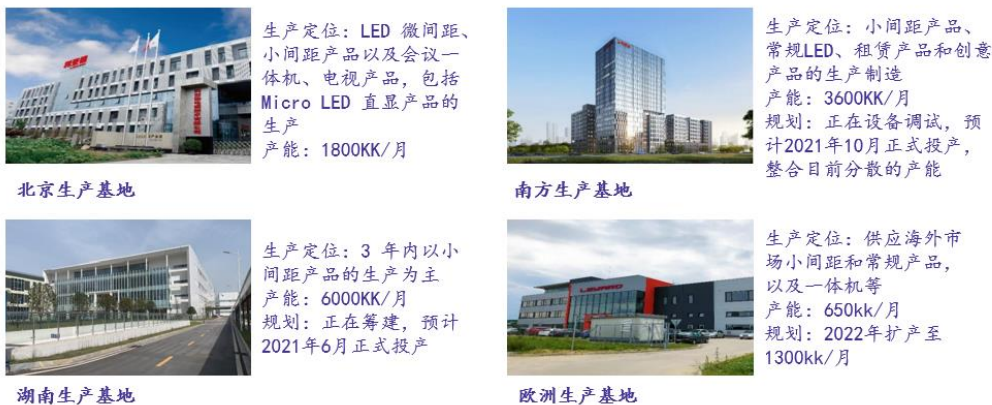 生产定位：LED 微间距、
小间距产品以及会议一
体机、电视产品，包括
Micro LED 直显产品的
生产
产能：1800KK/月
北京生产基地
生产定位：小间距产品、
常规LED、租赁产品和创意
产品的生产制造
产能：3600KK/月
规划：正在设备调试，预
计2021年10月正式投产，
整合目前分散的产能
南方生产基地
生产定位：3 年内以小
间距产品的生产为主
产能：6000KK/月
规划：正在筹建，预计
2021年6月正式投产
湖南生产基地
LEYARD
生产定位：供应海外市
场小间距和常规产品，
以及一体机等
产能：650kk/月
规划：2022年扩产至
1300kk/月
欧洲生产基地